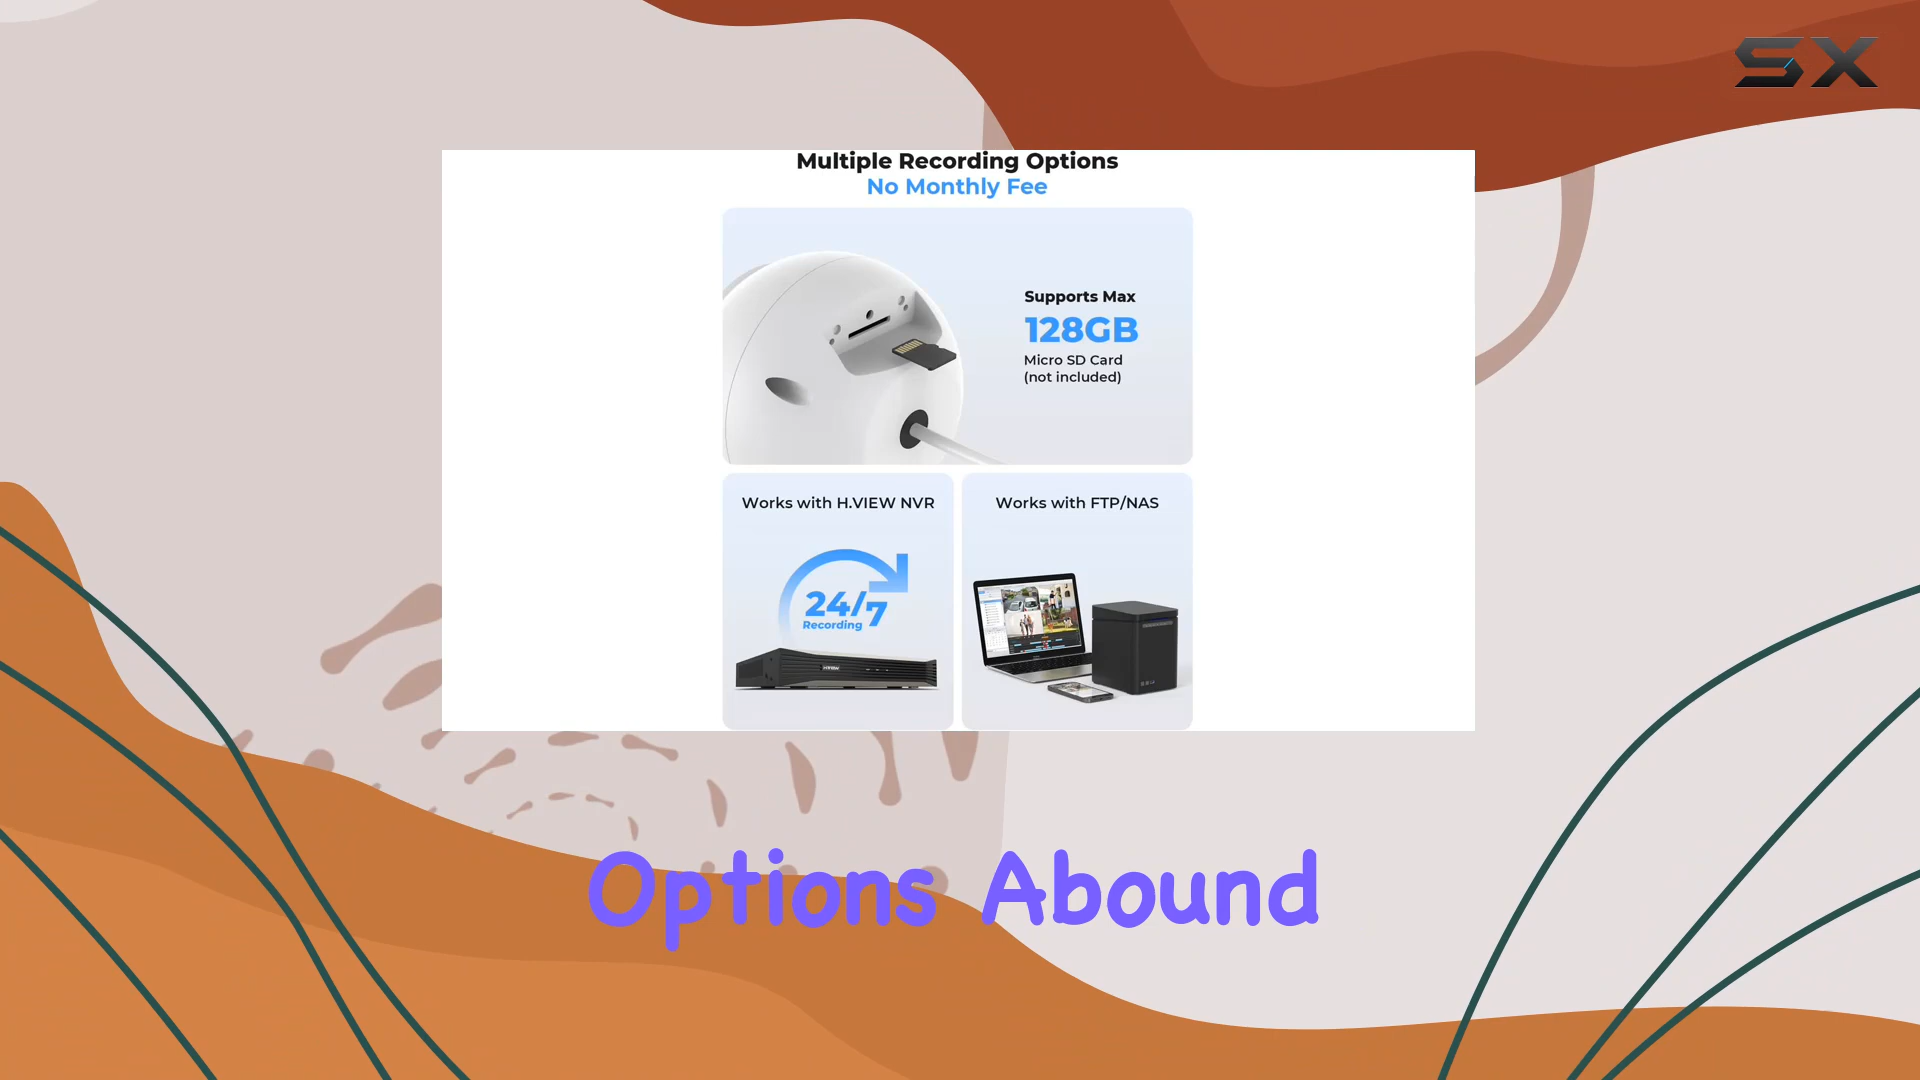 SX
Multiple Recording Options
No Monthly Fee
Supports Max
128GB
Micro SD Card
(not included)
Works with H.VIEW NVR
Works with FTP/NAS
24/7
Recording
H.VIEW
Options Abound